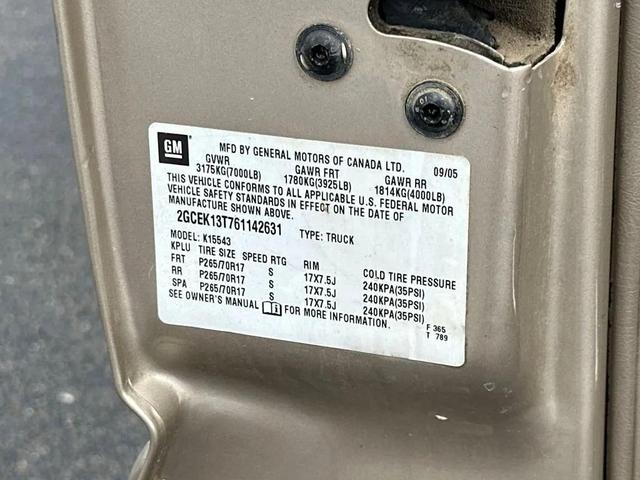 GM
MFD BY GENERAL MOTORS OF CANADA LTD. 09/05
GVWR GAWR FRT GAWR RR
3175KG(7000LB) 1780KG(3925LB) 1814KG(4000LB)
THIS VEHICLE CONFORMS TO ALL APPLICABLE U.S. FEDERAL MOTOR
VEHICLE SAFETY STANDARDS IN EFFECT ON THE DATE OF
MANUFACTURE SHOWN ABOVE.
2GCEK13T761142631 TYPE: TRUCK
MODEL: K15543
KPLU TIRE SIZE SPEED RTG RIM COLD TIRE PRESSURE
FRT P265/70R17 S 17X7.5J 240KPA(35PSI)
RR P265/70R17 S 17X7.5J 240KPA(35PSI)
SPA P265/70R17 S 17X7.5J 240KPA(35PSI)
SEE OWNER'S MANUAL FOR MORE INFORMATION.
F 365
T 789